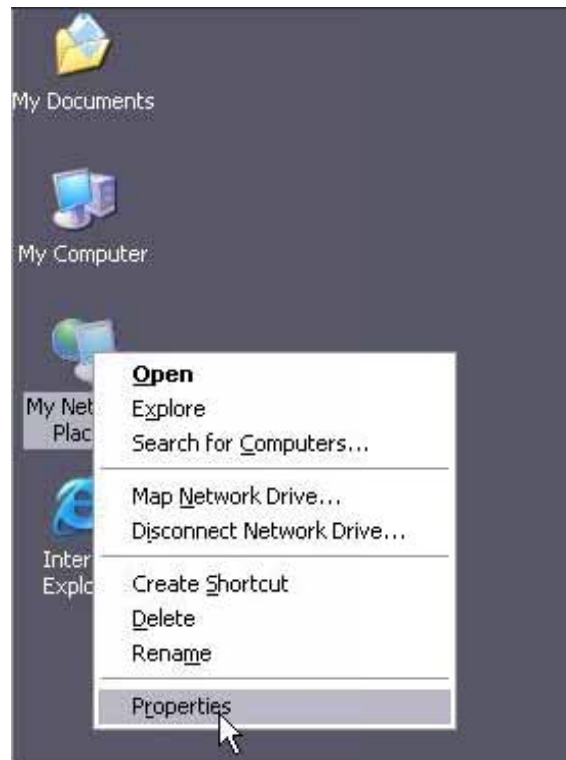 My Documents
My Computer
My Net
Plac
Inter
Explo
Open
Explore
Search for Computers...
Map Network Drive...
Disconnect Network Drive...
Create Shortcut
Delete
Rename
Properties